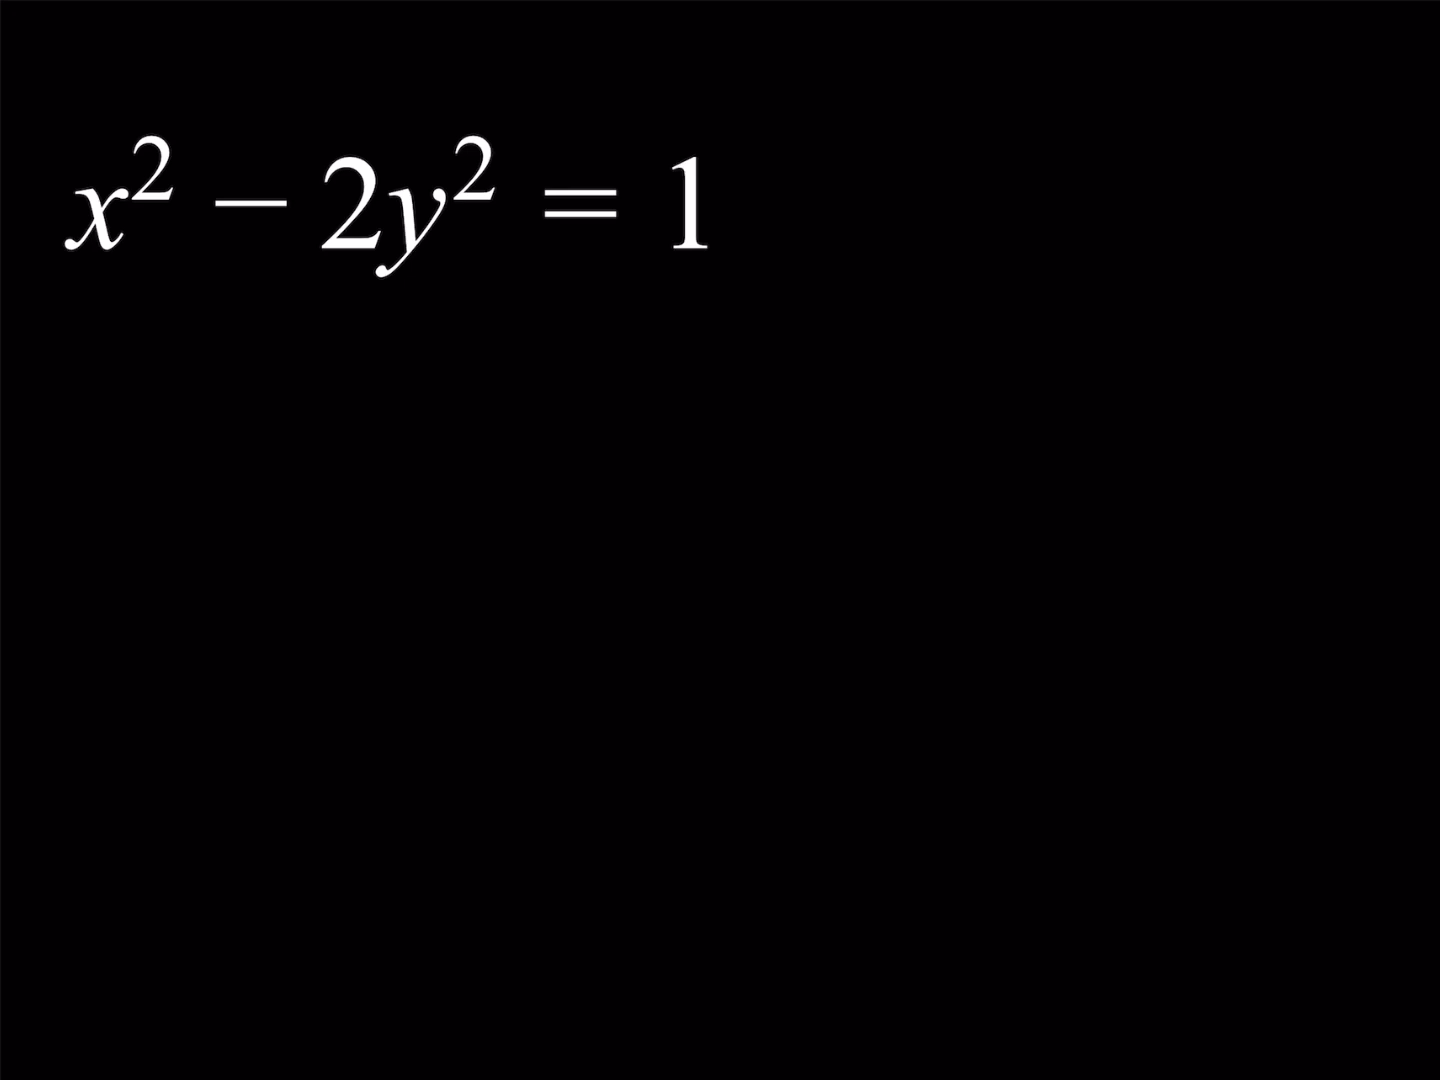 x² − 2y² = 1